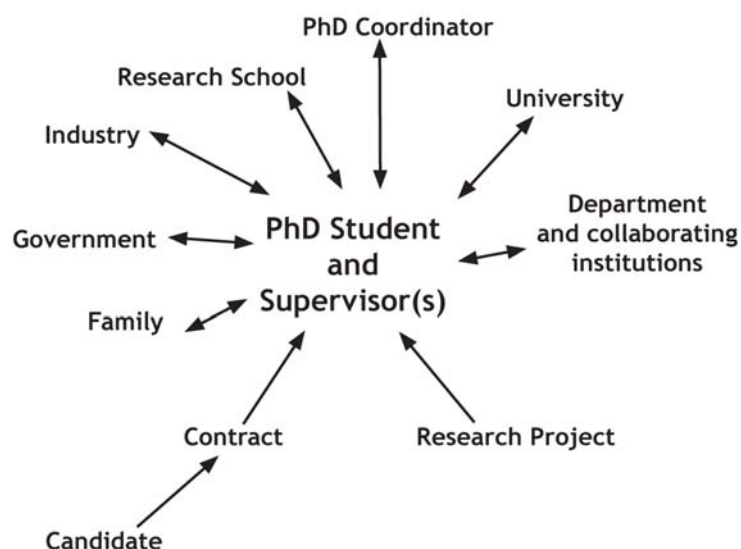 PhD Coordinator
Research School
University
Industry
Department
and collaborating
institutions
PhD Student
and
Supervisor(s)
Government
Family
Contract
Research Project
Candidate